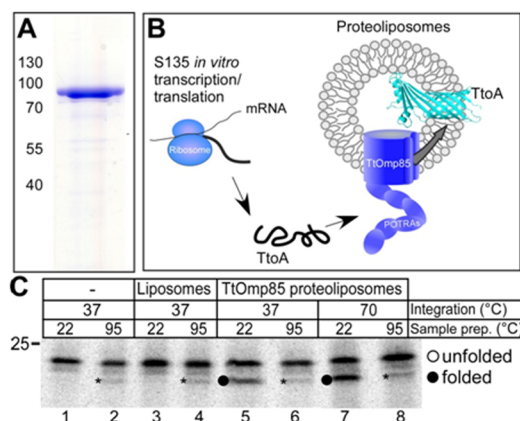 A
130
100
70
55
40
B
S135 in vitro
transcription/
translation
mRNA
Ribosome
TtoA
Proteoliposomes
TtoA
TtOmp85
POTRAs
C
- Liposomes TtOmp85 proteoliposomes
37 37 37 70 Integration (°C)
22 95 22 95 22 95 22 95 Sample prep. (°C)
25-
* * * *
○ unfolded
● folded
1 2 3 4 5 6 7 8